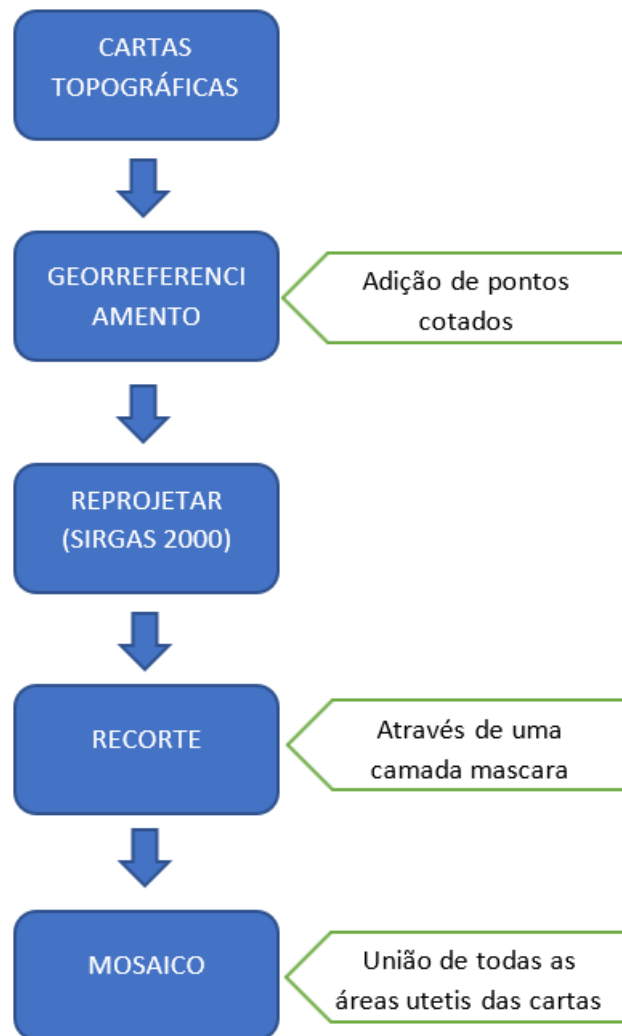 CARTAS
TOPOGRÁFICAS
GEORREFERENCI
AMENTO
Adição de pontos
cotados
REPROJETAR
(SIRGAS 2000)
RECORTE
Através de uma
camada mascara
MOSAICO
União de todas as
áreas utetis das cartas